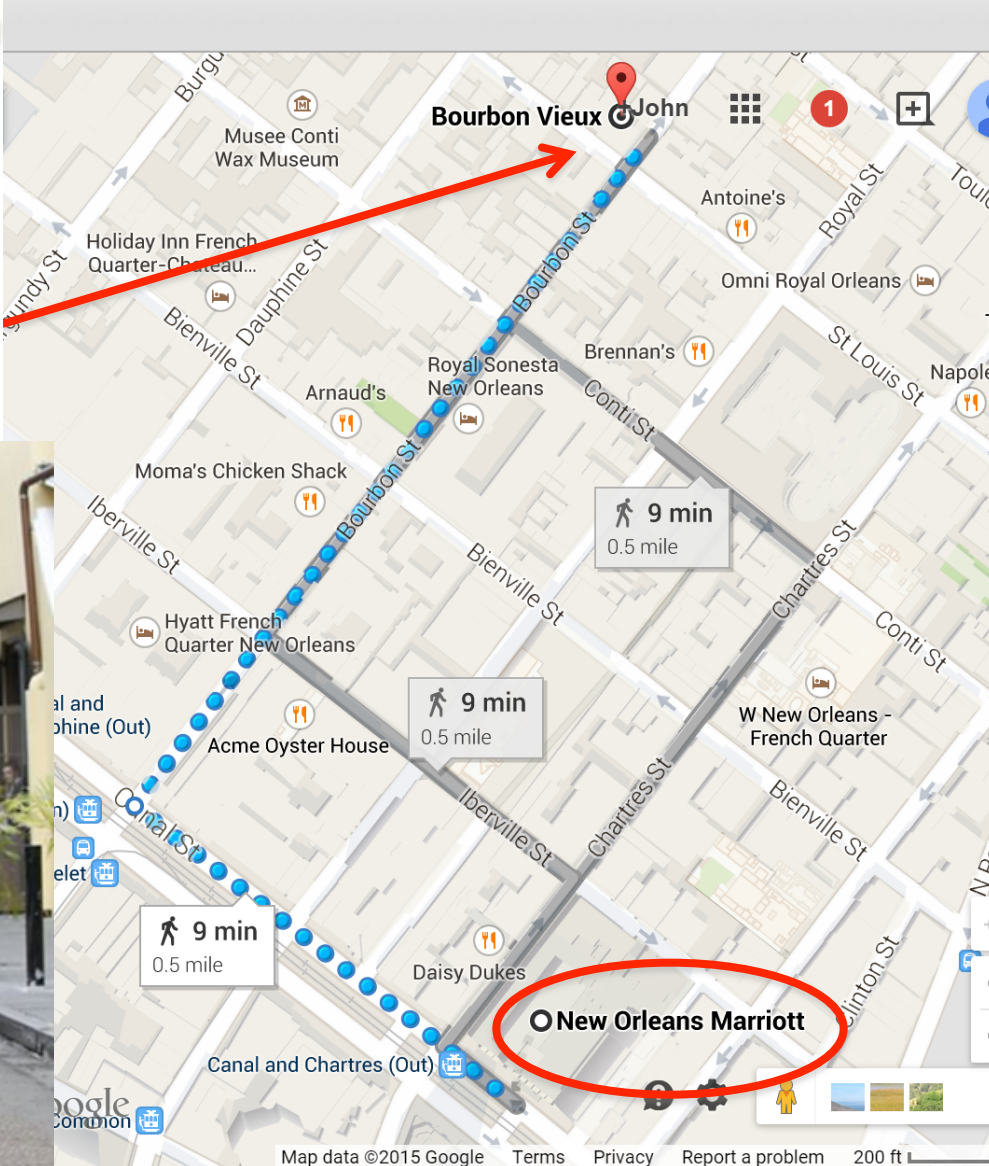 Burgu
Musee Conti
Wax Museum
Bourbon Vieux
+John
1
Antoine's
Royal St
Toulo
Holiday Inn French
Quarter-Chateau...
gundy St
Dauphine St
Bourbon St
Omni Royal Orleans
Bienville St
St Louis St
Royal Sonesta
New Orleans
Brennan's
Napole
Arnaud's
Conti St
Moma's Chicken Shack
Bourbon St
Iberville St
9 min
0.5 mile
Bienville St
Chartres St
Hyatt French
Quarter New Orleans
Conti St
al and
phine (Out)
9 min
0.5 mile
W New Orleans -
French Quarter
Acme Oyster House
Canal St
Iberville St
Chartres St
Bienville St
n)
elet
9 min
0.5 mile
Daisy Dukes
Clinton St
New Orleans Marriott
Canal and Chartres (Out)
oogle
Common
Map data ©2015 Google Terms Privacy Report a problem 200 ft